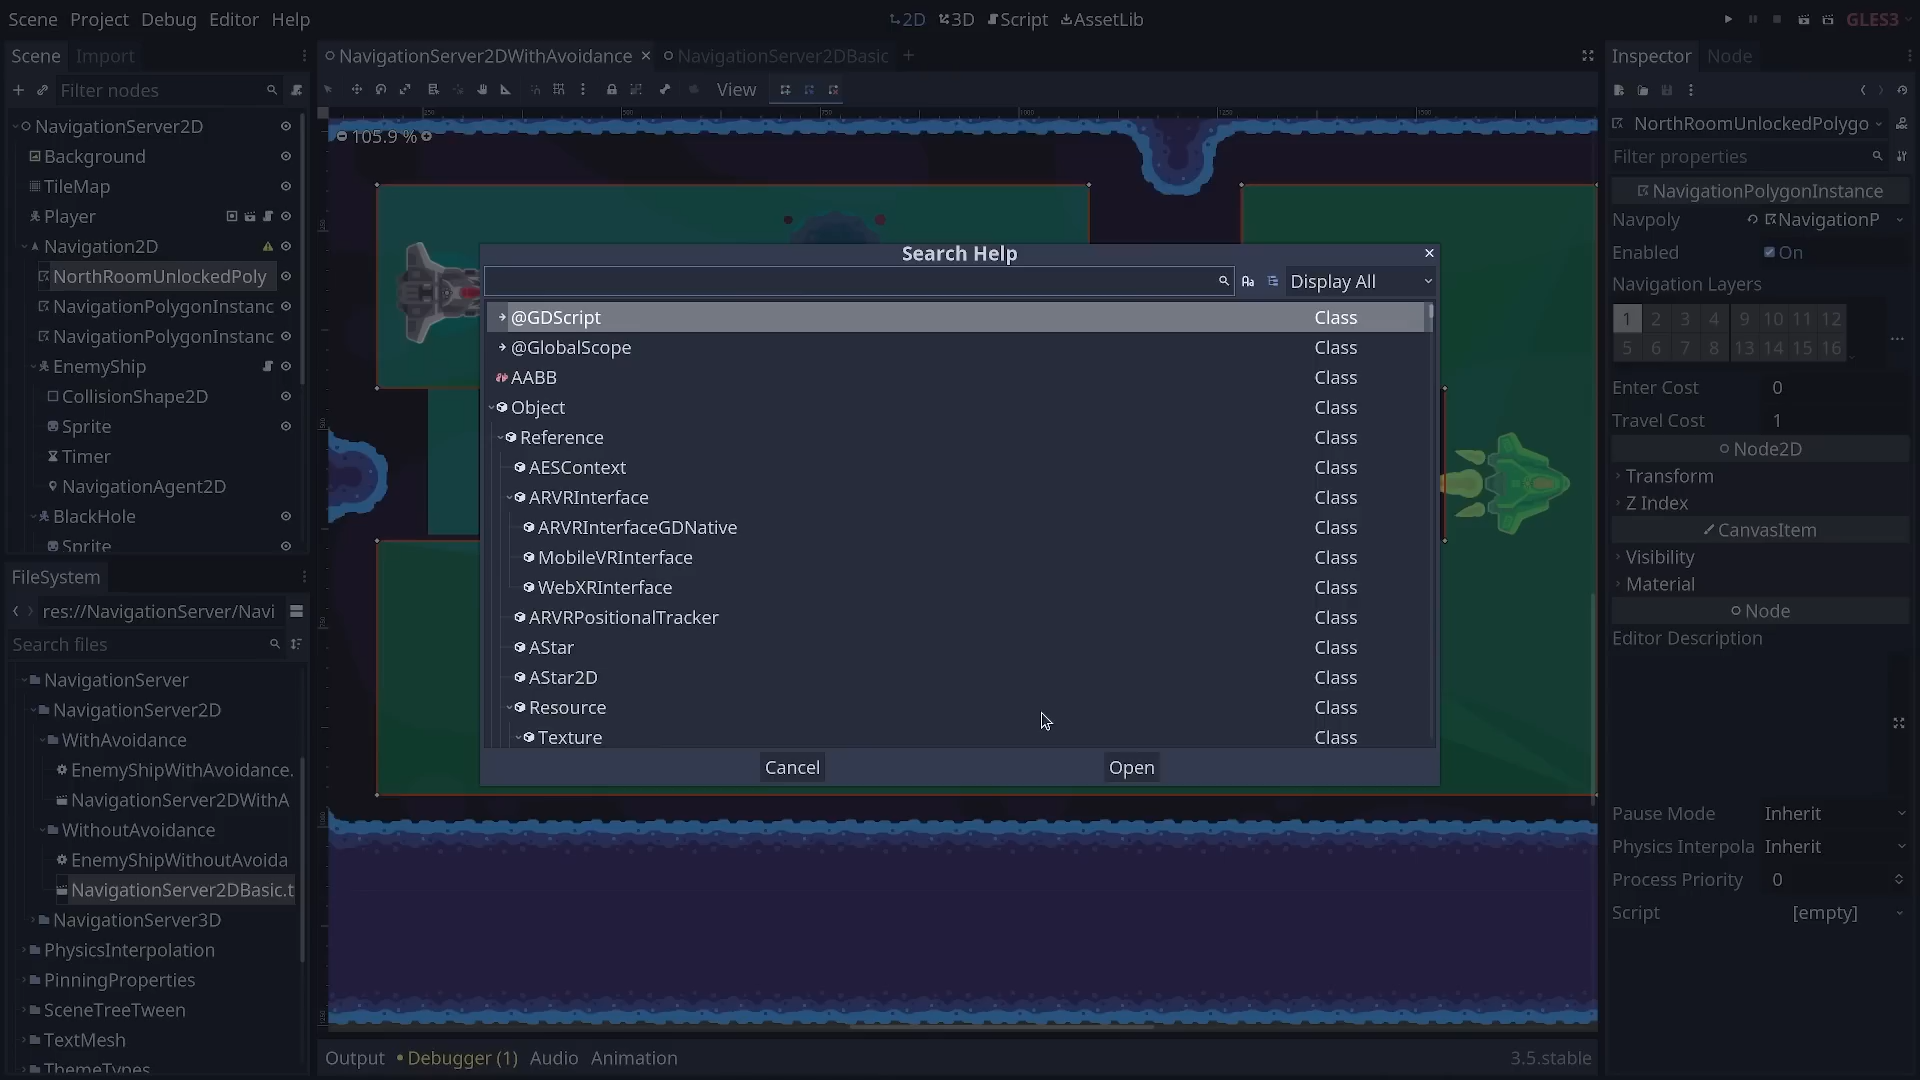 Scene Project Debug Editor Help
2D 3D Script AssetLib
GLES3
Scene Import
Filter nodes
NavigationServer2D
Background
TileMap
Player
Navigation2D
NorthRoomUnlockedPoly
NavigationPolygonInstanc
NavigationPolygonInstanc
EnemyShip
CollisionShape2D
Sprite
Timer
NavigationAgent2D
BlackHole
Sprite
FileSystem
res://NavigationServer/Navi
Search files
NavigationServer
NavigationServer2D
WithAvoidance
EnemyShipWithAvoidance.
NavigationServer2DWithA
WithoutAvoidance
EnemyShipWithoutAvoida
NavigationServer2DBasic.t
NavigationServer3D
PhysicsInterpolation
PinningProperties
SceneTreeTween
TextMesh
ThemeTypes
NavigationServer2DWithAvoidance NavigationServer2DBasic
View
105.9 %
Search Help
Aa Display All
@GDScript Class
@GlobalScope Class
AABB Class
Object Class
Reference Class
AESContext Class
ARVRInterface Class
ARVRInterfaceGDNative Class
MobileVRInterface Class
WebXRInterface Class
ARVRPositionalTracker Class
AStar Class
AStar2D Class
Resource Class
Texture Class
Cancel Open
Output Debugger (1) Audio Animation
3.5.stable
Inspector Node
NorthRoomUnlockedPolygo
Filter properties
NavigationPolygonInstance
Navpoly NavigationP
Enabled On
Navigation Layers
1 2 3 4 9 10 11 12
5 6 7 8 13 14 15 16
Enter Cost 0
Travel Cost 1
Node2D
Transform
Z Index
CanvasItem
Visibility
Material
Node
Editor Description
Pause Mode Inherit
Physics Interpola Inherit
Process Priority 0
Script [empty]